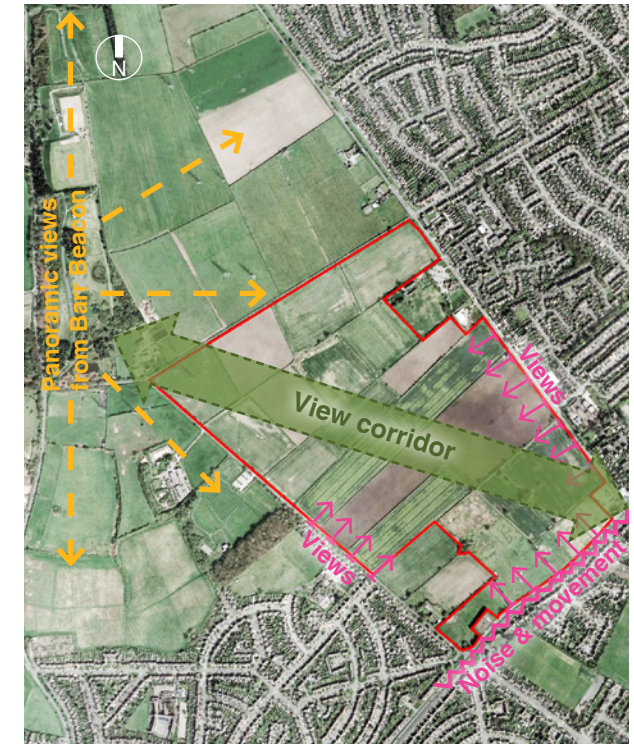 N
Panoramic views
from Barr Beacon
Views
View corridor
Views
Noise & movement